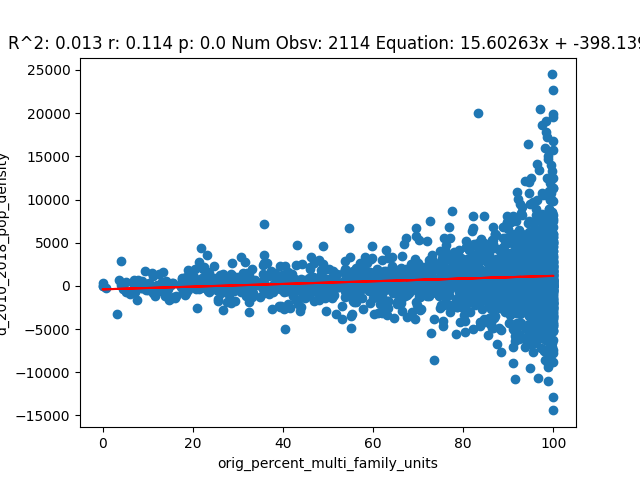 R^2: 0.013 r: 0.114 p: 0.0 Num Obsv: 2114 Equation: 15.60263x + -398.139
25000
20000
15000
10000
5000
0
−5000
−10000
−15000
d_2010_2018_pop_density
0 20 40 60 80 100
orig_percent_multi_family_units